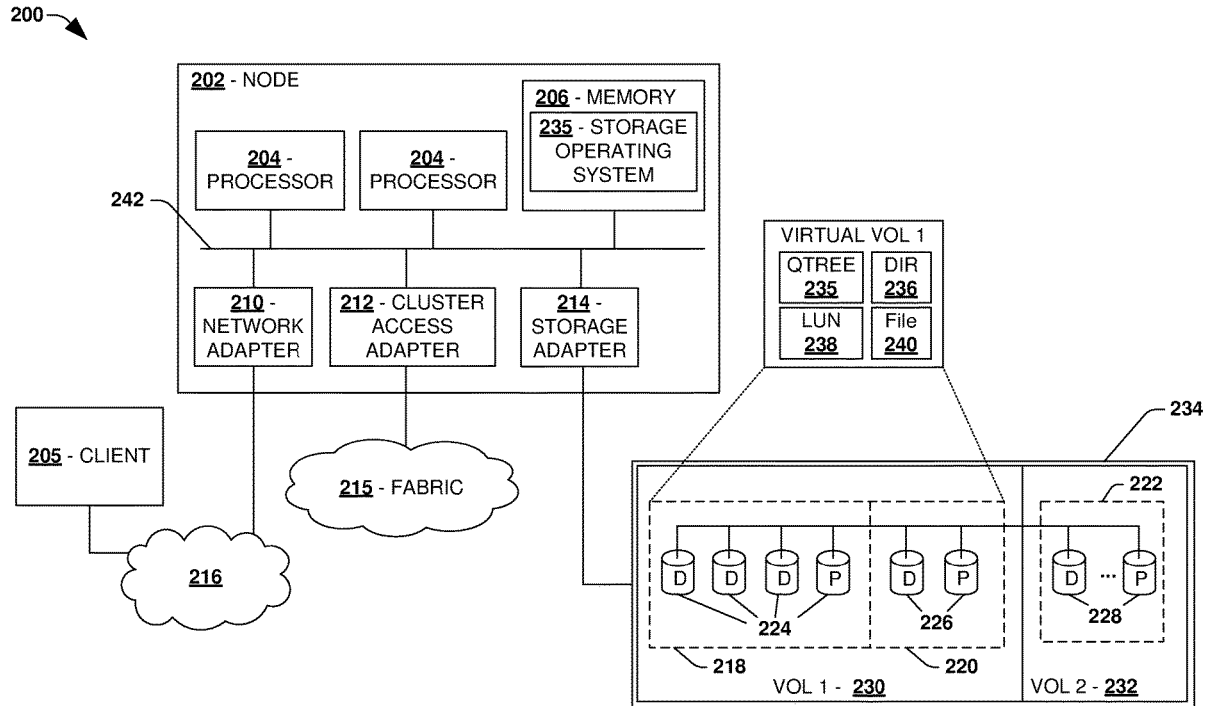 200
202 - NODE
206 - MEMORY
235 - STORAGE
OPERATING
SYSTEM
204 -
PROCESSOR
204 -
PROCESSOR
242
210 -
NETWORK
ADAPTER
212 - CLUSTER
ACCESS
ADAPTER
214 -
STORAGE
ADAPTER
VIRTUAL VOL 1
QTREE
235
DIR
236
LUN
238
File
240
205 - CLIENT
215 - FABRIC
216
234
222
D
D
D
P
D
P
D
...
P
224
226
228
218
220
VOL 1 - 230
VOL 2 - 232